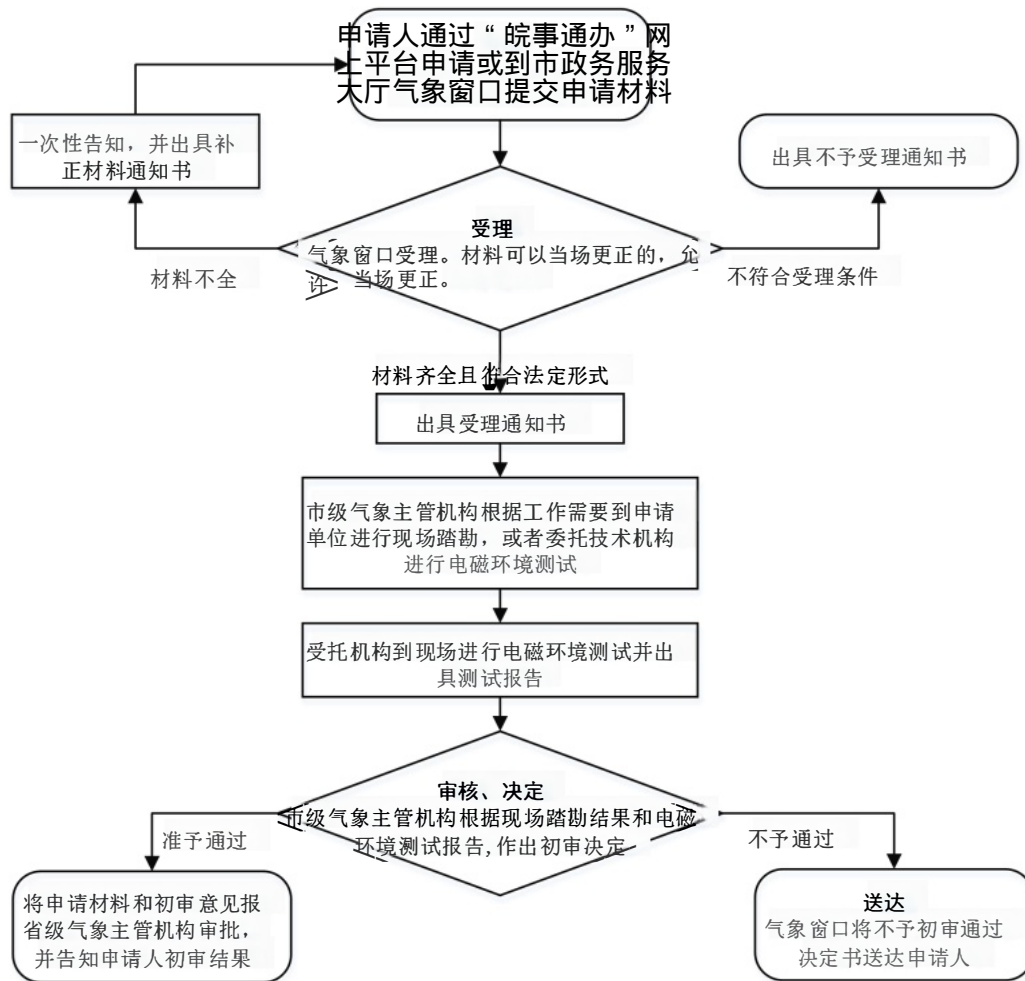 申请人通过“皖事通办”网
上平台申请或到市政务服务
大厅气象窗口提交申请材料
一次性告知，并出具补
正材料通知书
出具不予受理通知书
受理
气象窗口受理。材料可以当场更正的，允
许 当场更正。
材料不全
不符合受理条件
材料齐全且符合法定形式
出具受理通知书
市级气象主管机构根据工作需要到申请
单位进行现场踏勘，或者委托技术机构
进行电磁环境测试
受托机构到现场进行电磁环境测试并出
具测试报告
审核、决定
市级气象主管机构根据现场踏勘结果和电磁
环境测试报告,作出初审决定
准予通过
不予通过
将申请材料和初审意见报
省级气象主管机构审批，
并告知申请人初审结果
送达
气象窗口将不予初审通过
决定书送达申请人